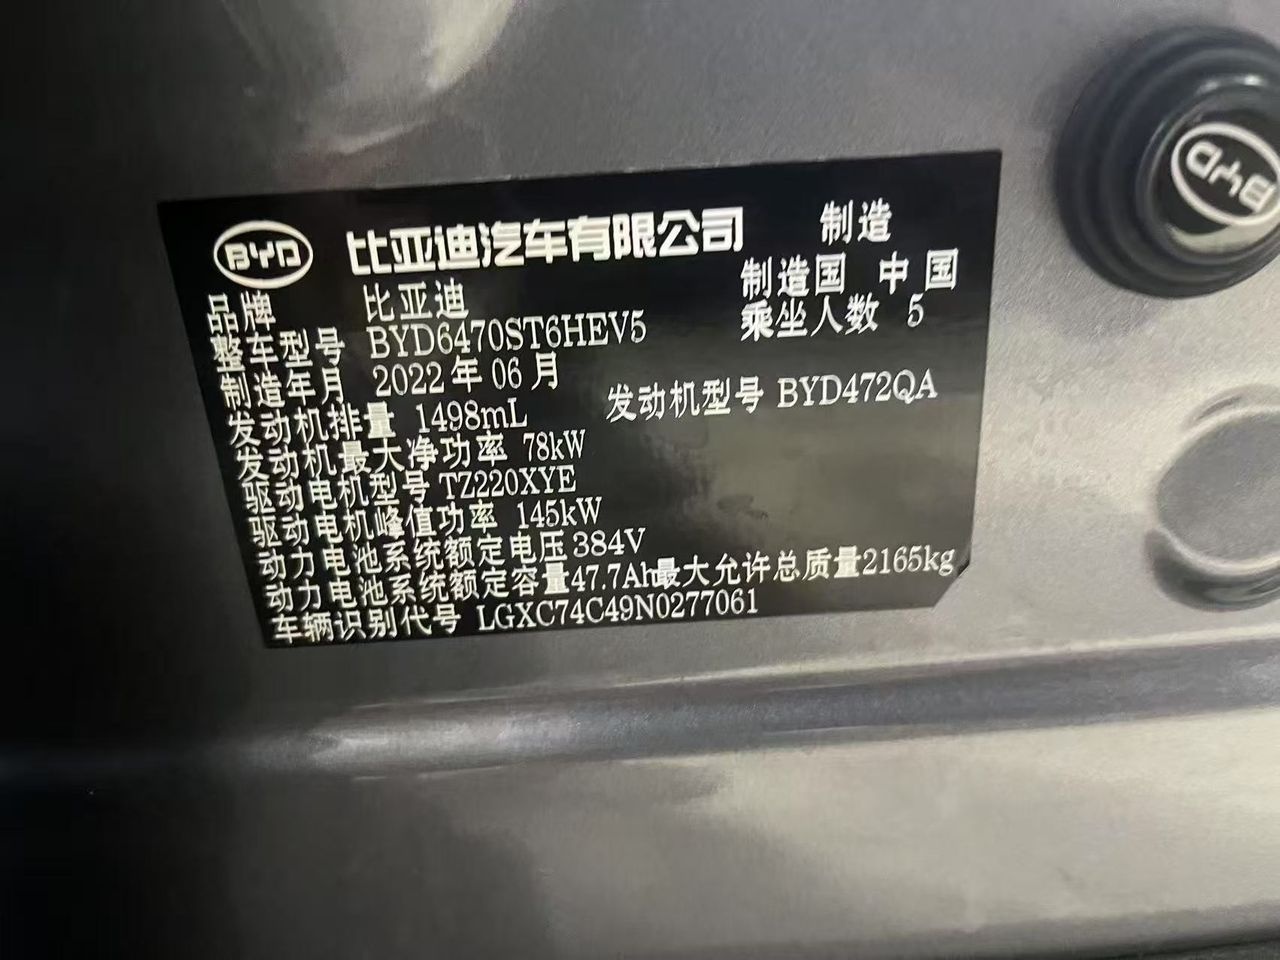 BYD 比亚迪汽车有限公司 制造
品牌 比亚迪 制造国 中国
整车型号 BYD6470ST6HEV5 乘坐人数 5
制造年月 2022年06月
发动机排量 1498mL 发动机型号 BYD472QA
发动机最大净功率 78kW
驱动电机型号 TZ220XYE
驱动电机峰值功率 145kW
动力电池系统额定电压 384V
动力电池系统额定容量 47.7Ah 最大允许总质量 2165kg
车辆识别代号 LGXC74C49N0277061
BYD